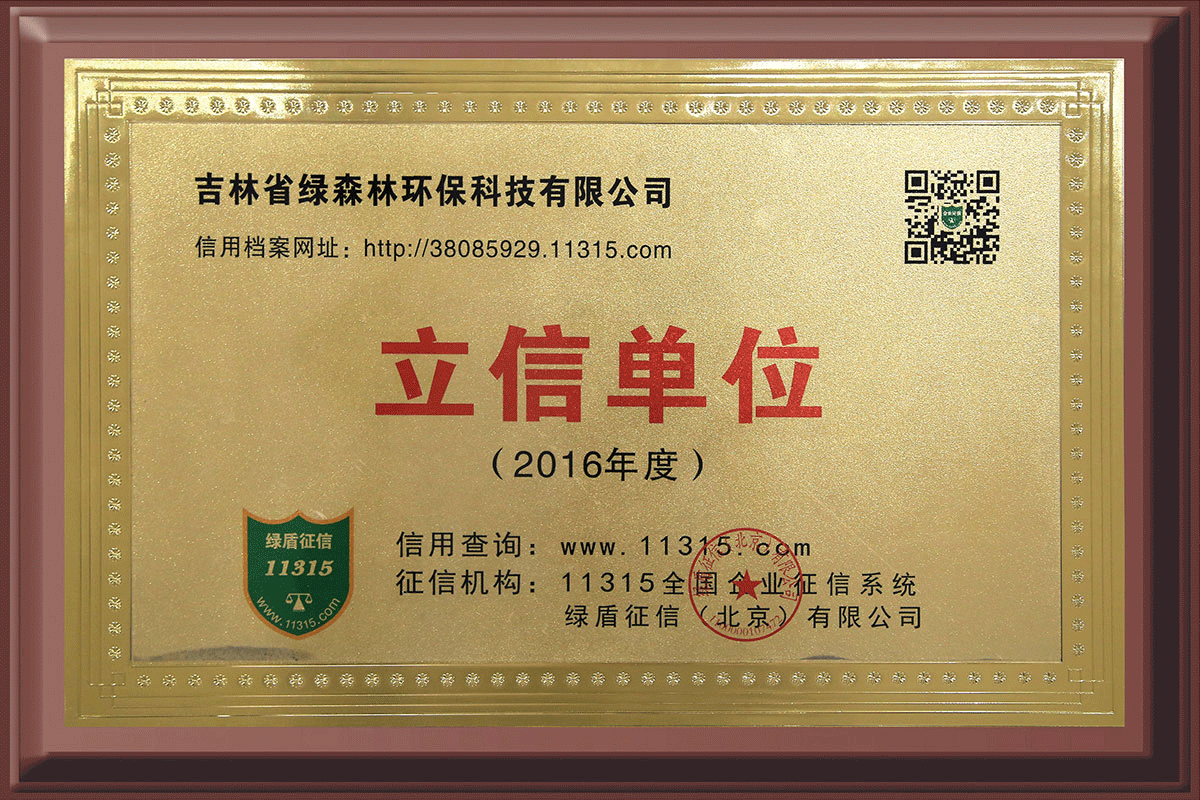 吉林省绿森林环保科技有限公司
信用档案网址：http://38085929.11315.com
立信单位
（2016年度）
绿盾征信
11315
www.11315.com
信用查询：www.11315.com
征信机构：11315全国企业征信系统
绿盾征信（北京）有限公司